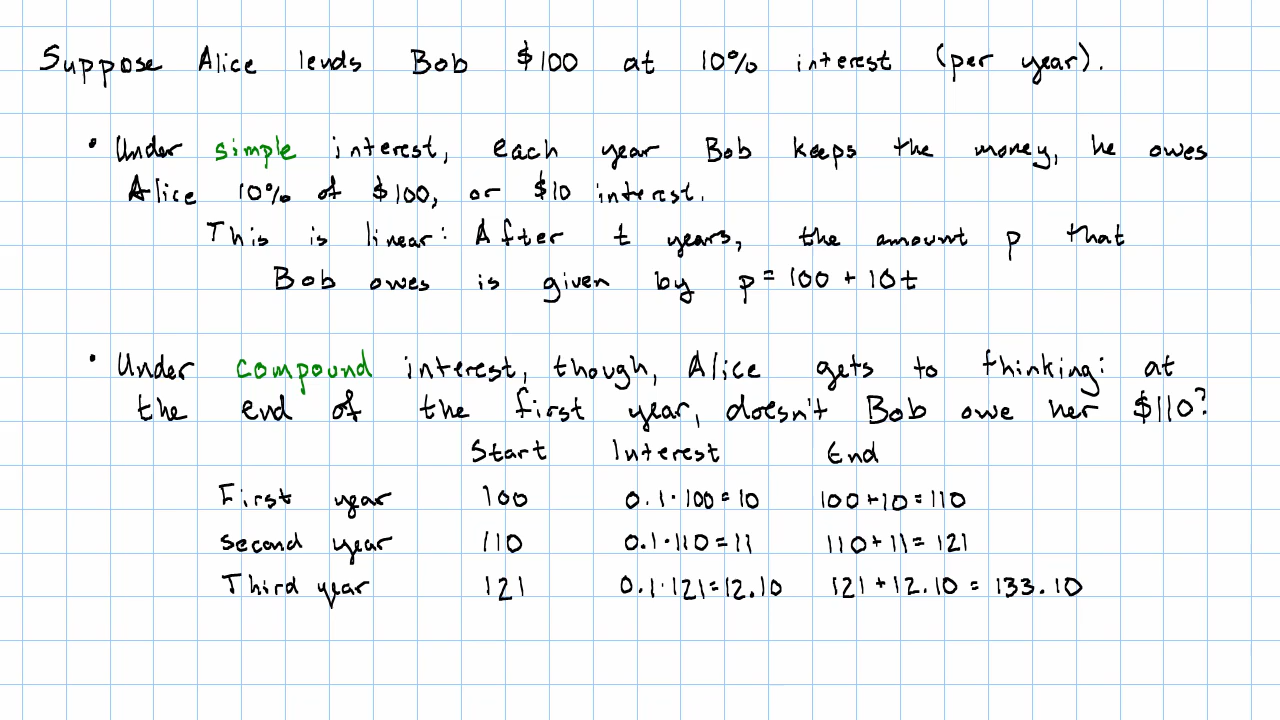 Suppose Alice lends Bob $100 at 10% interest (per year).
• Under simple interest, each year Bob keeps the money, he owes
Alice 10% of $100, or $10 interest.
This is linear: After t years, the amount p that
Bob owes is given by p = 100 + 10t
• Under compound interest, though, Alice gets to thinking: at
the end of the first year, doesn't Bob owe her $110?
Start Interest End
First year 100 0.1·100=10 100+10=110
Second year 110 0.1·110=11 110+11=121
Third year 121 0.1·121=12.10 121+12.10=133.10